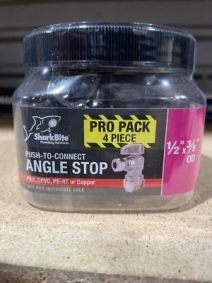 SharkBite
Plumbing Solutions
PRO PACK
4 PIECE
1/2" x 3/8"
OD
PUSH-TO-CONNECT
ANGLE STOP
PEX, CPVC, PE-RT or Copper
NOT FOR INDIVIDUAL SALE